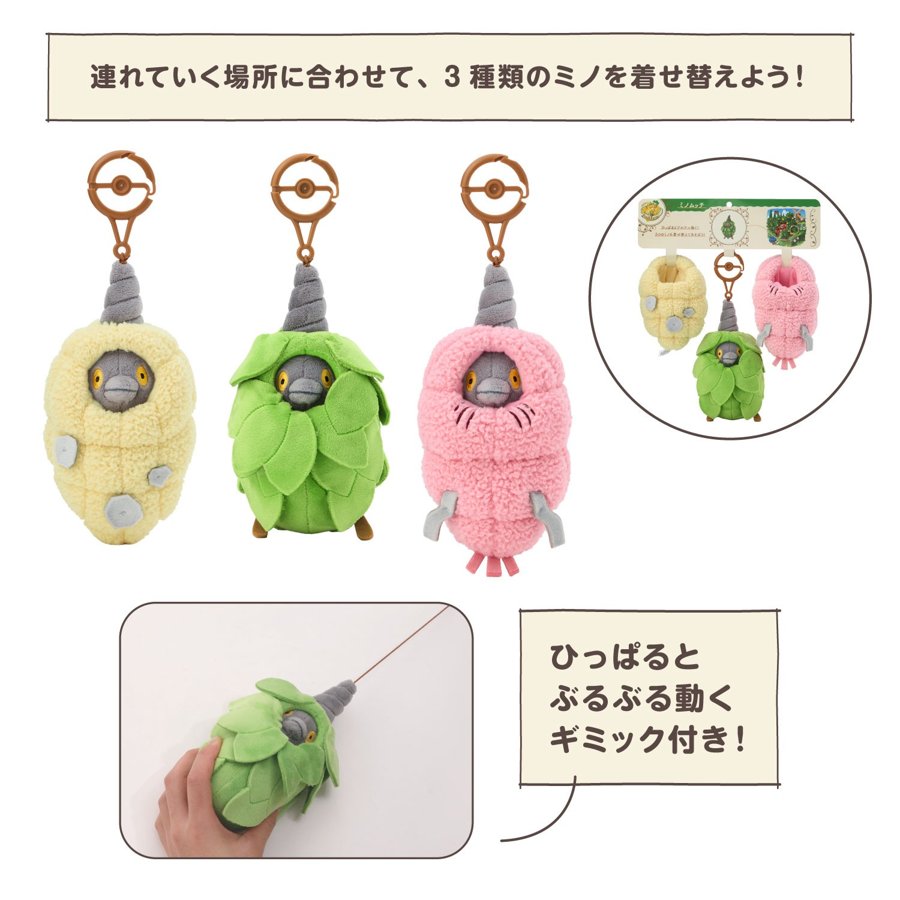 連れていく場所に合わせて、3種類のミノを着せ替えよう!
ミノムッチ
ひっぱると
ぶるぶる動く
ギミック付き!